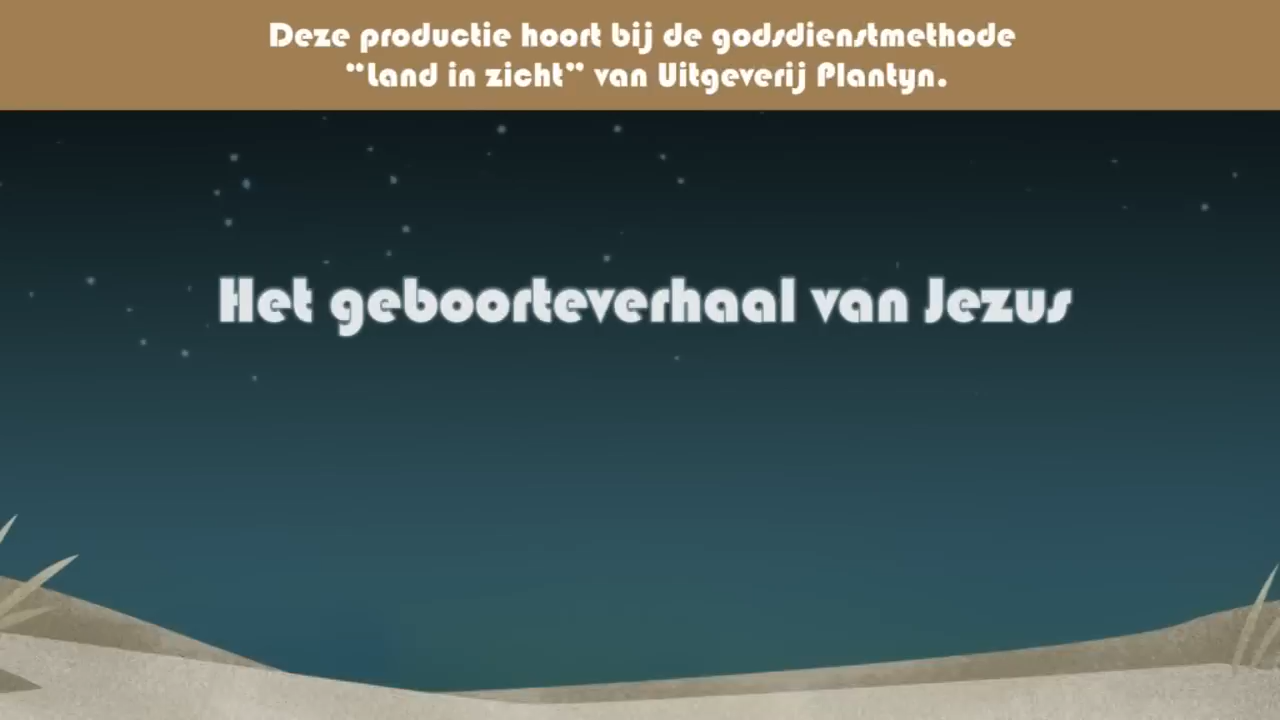 Deze productie hoort bij de godsdienstmethode
“Land in zicht” van Uitgeverij Plantyn.
Het geboorteverhaal van Jezus